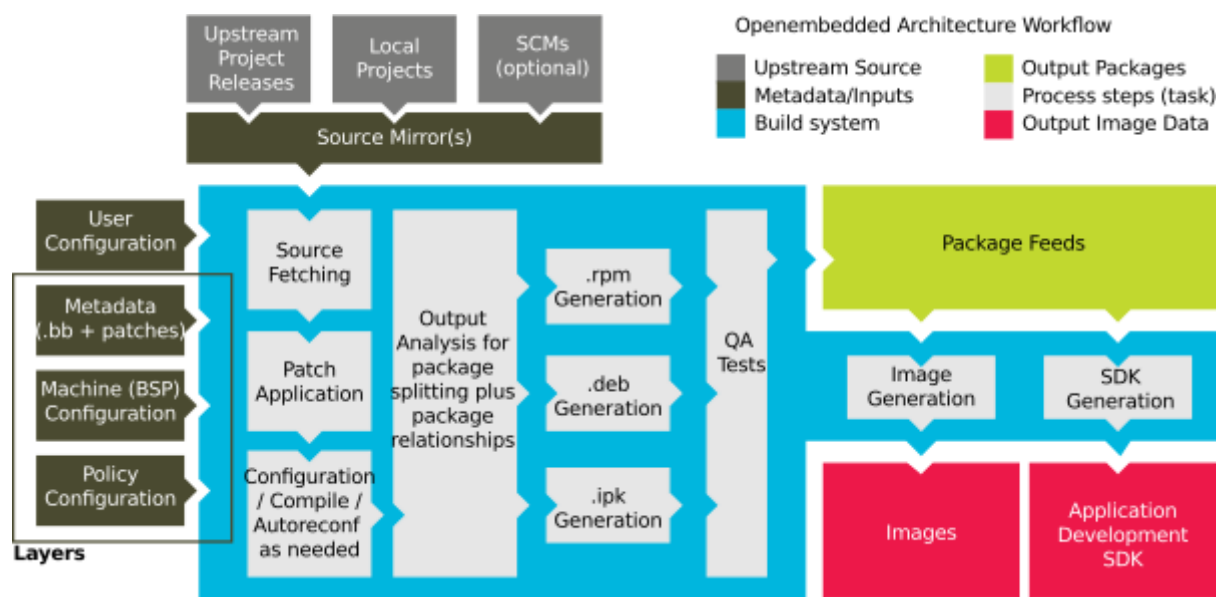 Upstream
Project
Releases
Local
Projects
SCMs
(optional)
Source Mirror(s)
Openembedded Architecture Workflow
Upstream Source
Metadata/Inputs
Build system
Output Packages
Process steps (task)
Output Image Data
User
Configuration
Metadata
(.bb + patches)
Machine (BSP)
Configuration
Policy
Configuration
Layers
Source
Fetching
Patch
Application
Configuration
/ Compile /
Autoreconf
as needed
Output
Analysis for
package
splitting plus
package
relationships
.rpm
Generation
.deb
Generation
.ipk
Generation
QA
Tests
Package Feeds
Image
Generation
SDK
Generation
Images
Application
Development
SDK